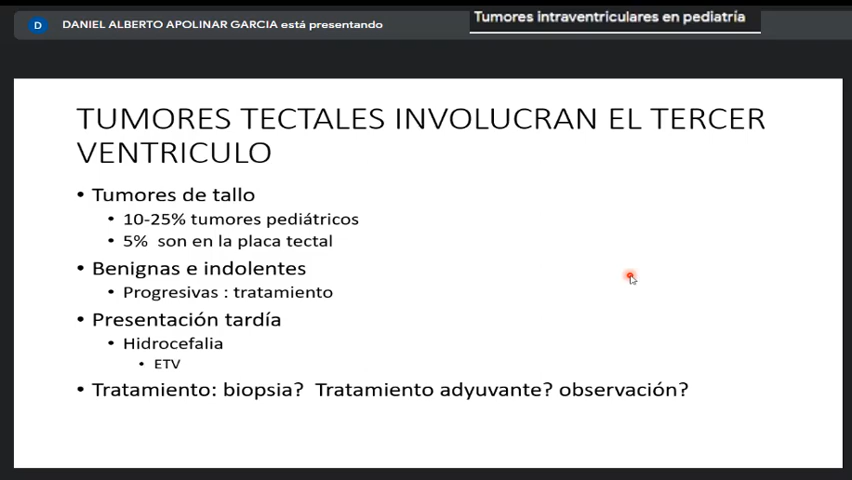 D DANIEL ALBERTO APOLINAR GARCIA está presentando
Tumores intraventriculares en pediatría
TUMORES TECTALES INVOLUCRAN EL TERCER
VENTRICULO
• Tumores de tallo
• 10-25% tumores pediátricos
• 5% son en la placa tectal
• Benignas e indolentes
• Progresivas : tratamiento
• Presentación tardía
• Hidrocefalia
• ETV
• Tratamiento: biopsia? Tratamiento adyuvante? observación?